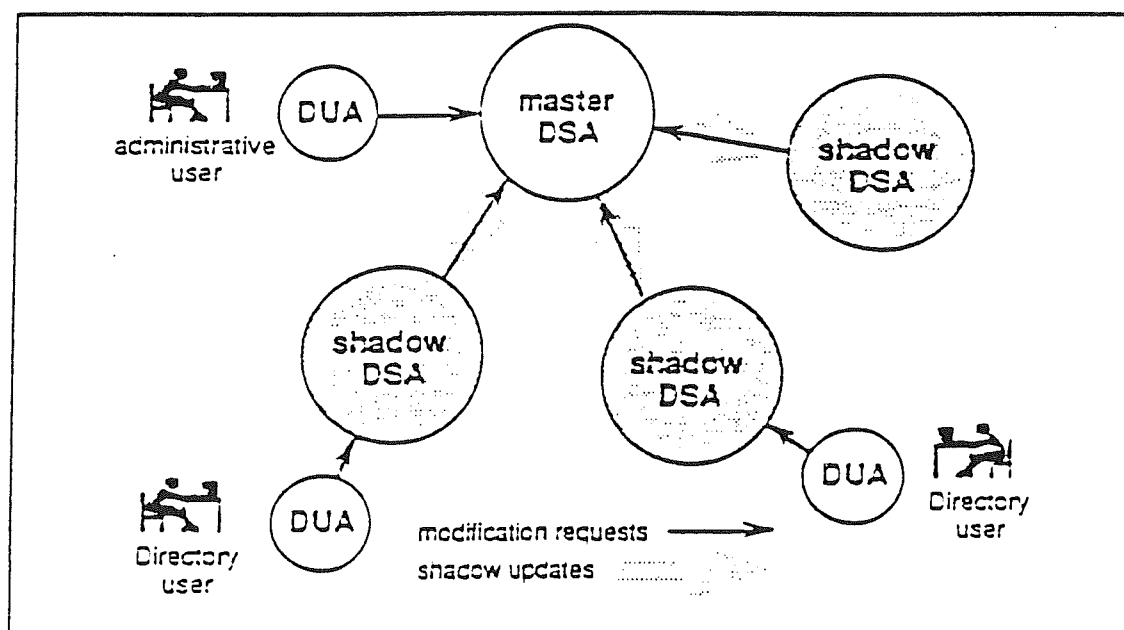 DUA
master
DSA
shadow
DSA
administrative
user
shadow
DSA
shadow
DSA
DUA
Directory
user
DUA
Directory
user
modification requests
shadow updates